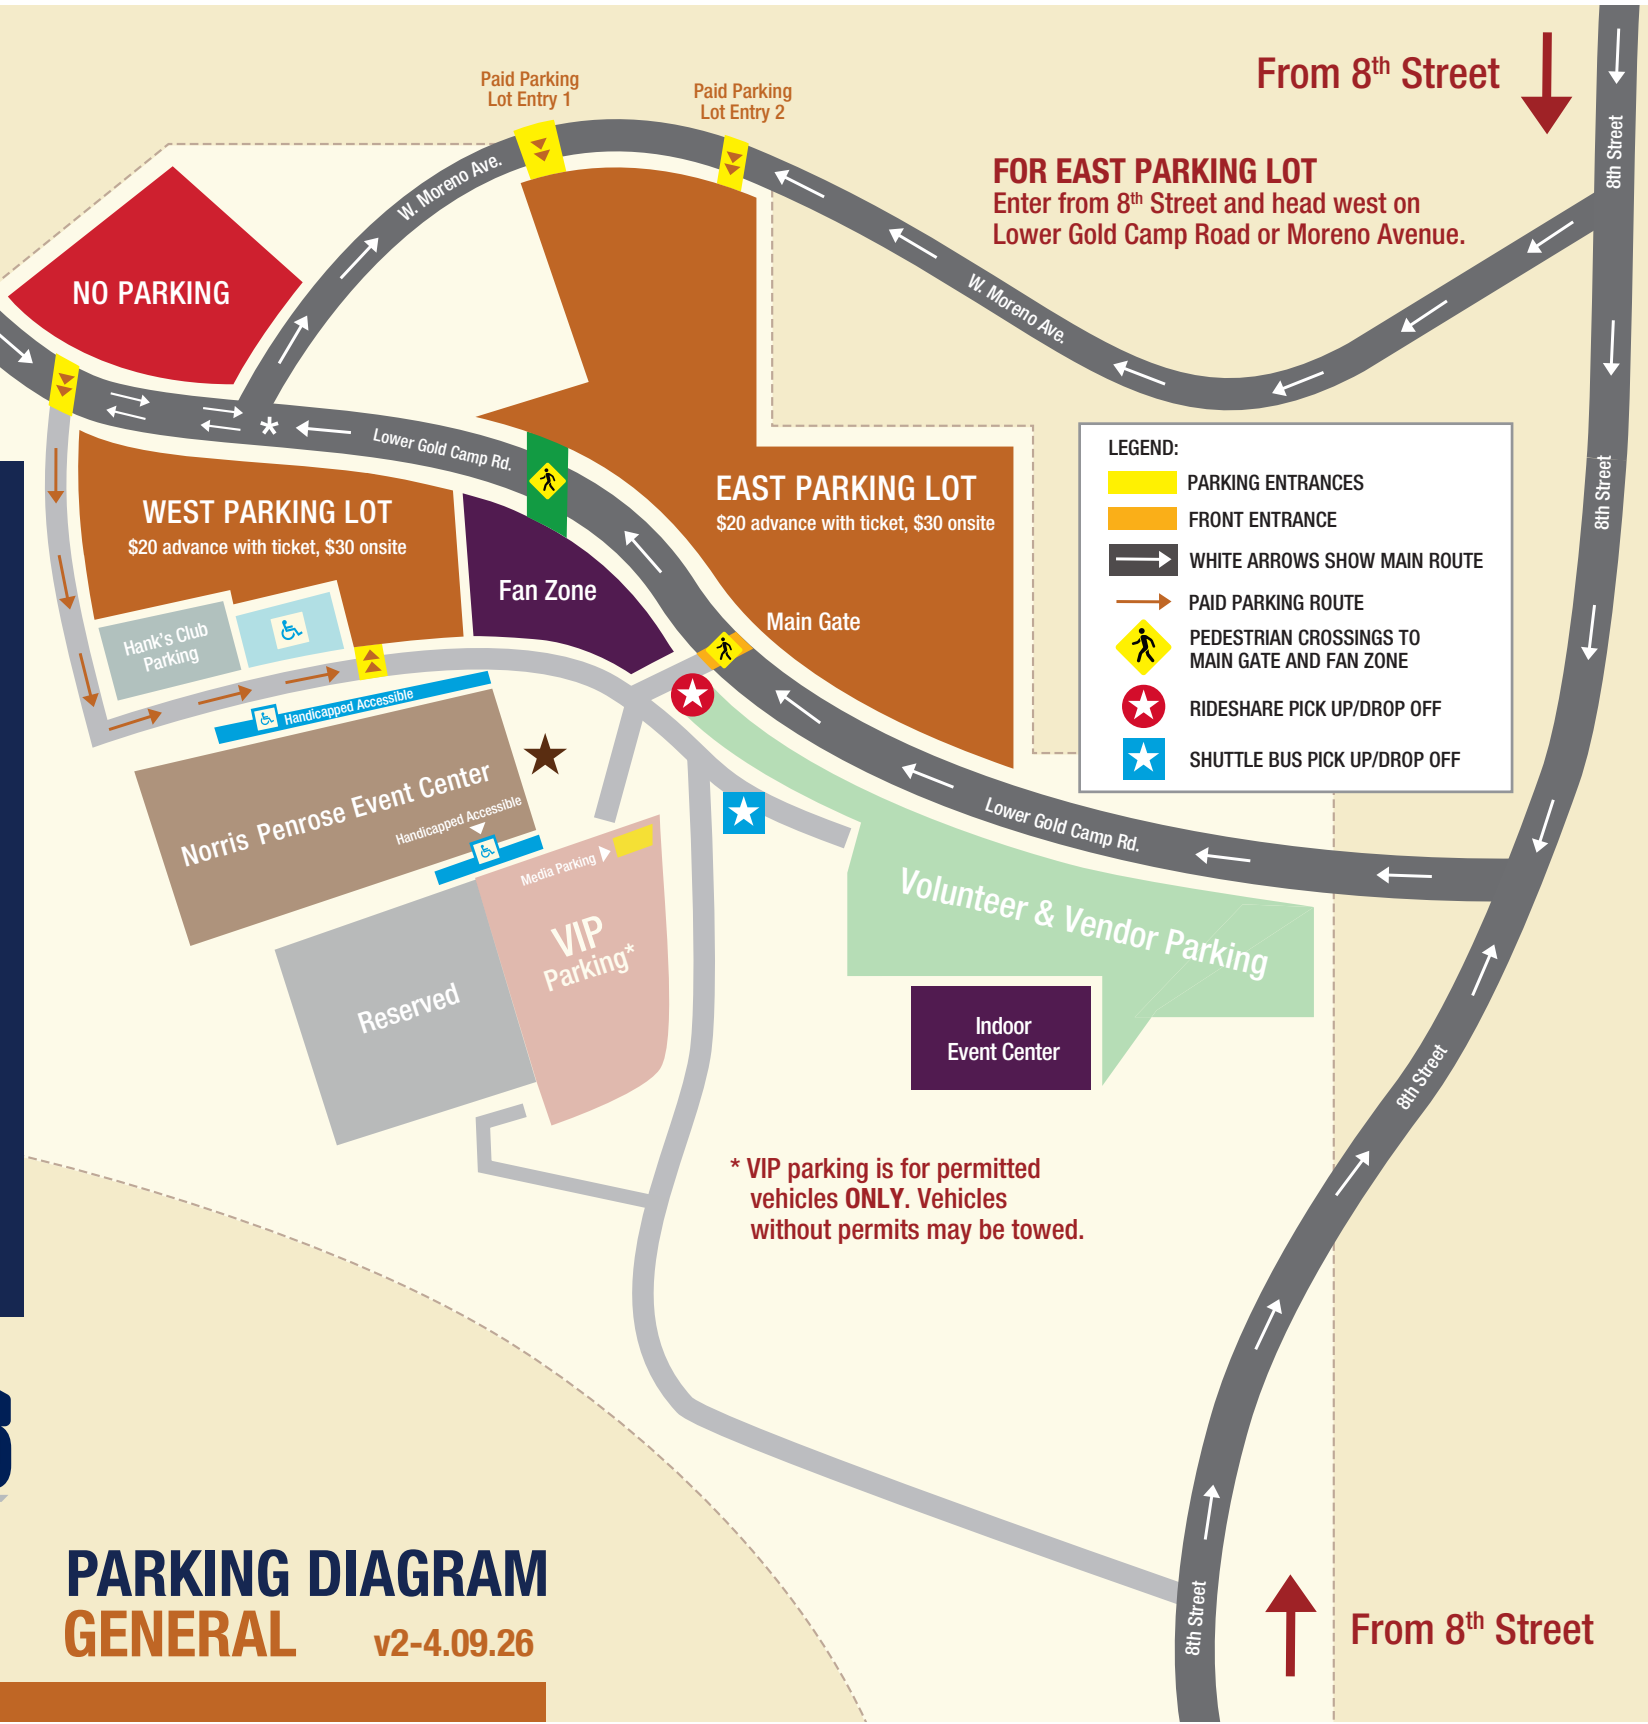 From 8th Street
Paid Parking
Lot Entry 1
Paid Parking
Lot Entry 2
8th Street
FOR EAST PARKING LOT
Enter from 8th Street and head west on
Lower Gold Camp Road or Moreno Avenue.
W. Moreno Ave.
NO PARKING
W. Moreno Ave.
*
Lower Gold Camp Rd.
LEGEND:
PARKING ENTRANCES
FRONT ENTRANCE
WHITE ARROWS SHOW MAIN ROUTE
PAID PARKING ROUTE
PEDESTRIAN CROSSINGS TO
MAIN GATE AND FAN ZONE
RIDESHARE PICK UP/DROP OFF
SHUTTLE BUS PICK UP/DROP OFF
8th Street
EAST PARKING LOT
$20 advance with ticket, $30 onsite
WEST PARKING LOT
$20 advance with ticket, $30 onsite
Fan Zone
Main Gate
Hank's Club
Parking
Handicapped Accessible
Norris Penrose Event Center
Handicapped Accessible
Media Parking
Lower Gold Camp Rd.
VIP
Parking*
Reserved
Volunteer & Vendor Parking
Indoor
Event Center
8th Street
* VIP parking is for permitted
vehicles ONLY. Vehicles
without permits may be towed.
PARKING DIAGRAM
GENERAL
v2-4.09.26
8th Street
From 8th Street